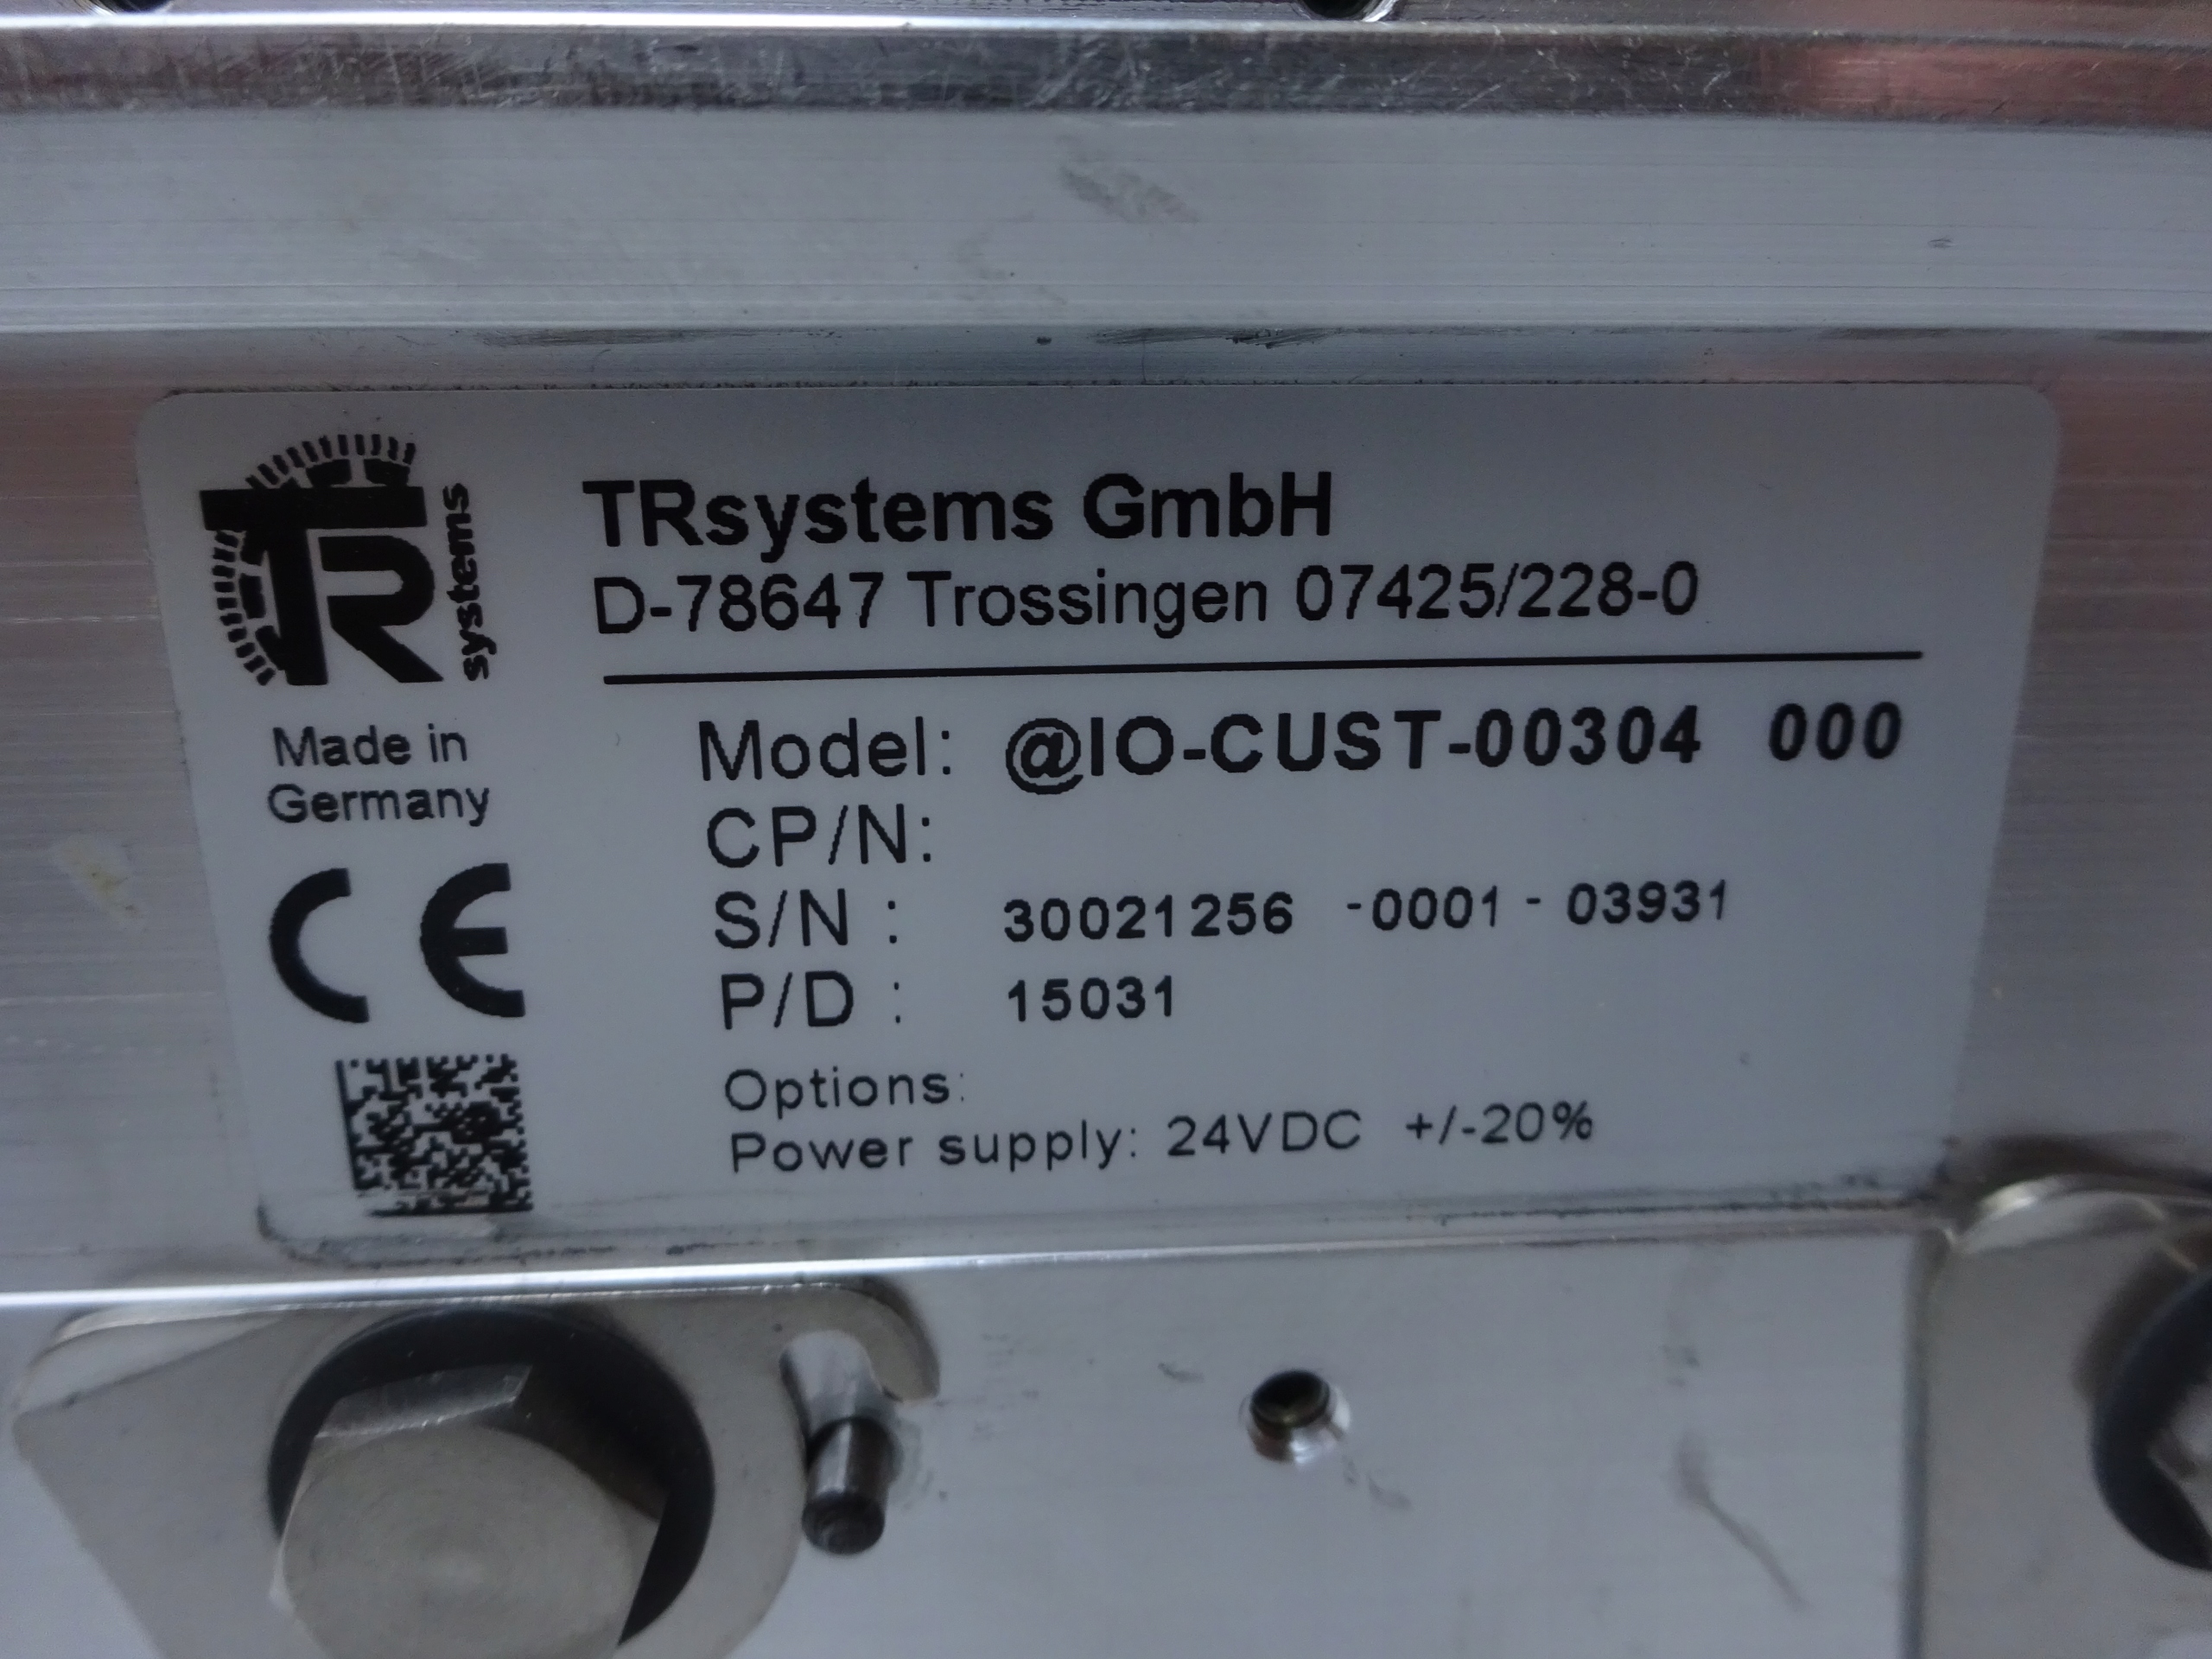 TR systems
TRsystems GmbH
D-78647 Trossingen 07425/228-0
Made in
Germany
CE
Model: @IO-CUST-00304 000
CP/N:
S/N : 30021256 -0001 - 03931
P/D : 15031
Options:
Power supply: 24VDC +/-20%